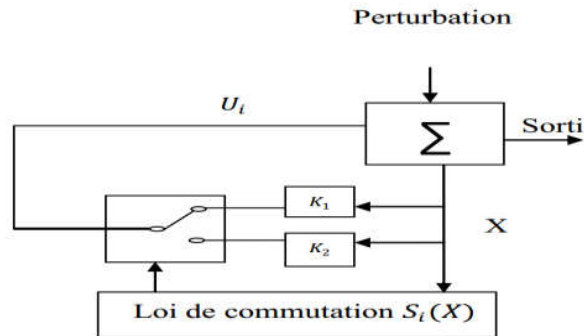 Perturbation
U_i
∑
Sorti
K_1
X
K_2
Loi de commutation S_i(X)